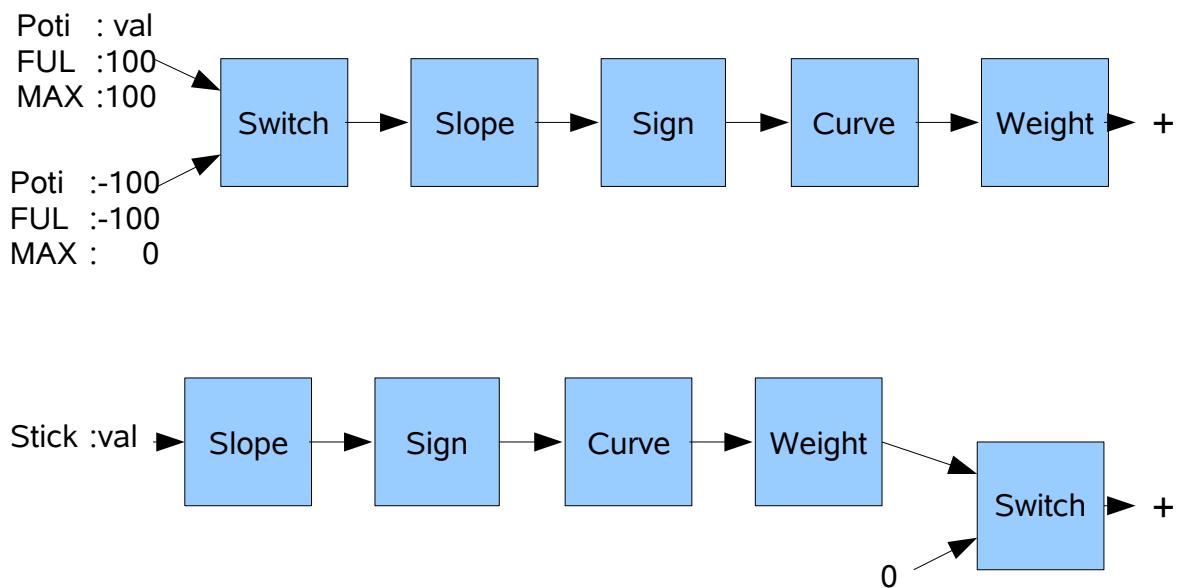 Poti : val
FUL :100
MAX :100
Switch Slope Sign Curve Weight +
Poti :-100
FUL :-100
MAX : 0
Stick :val Slope Sign Curve Weight
Switch +
0